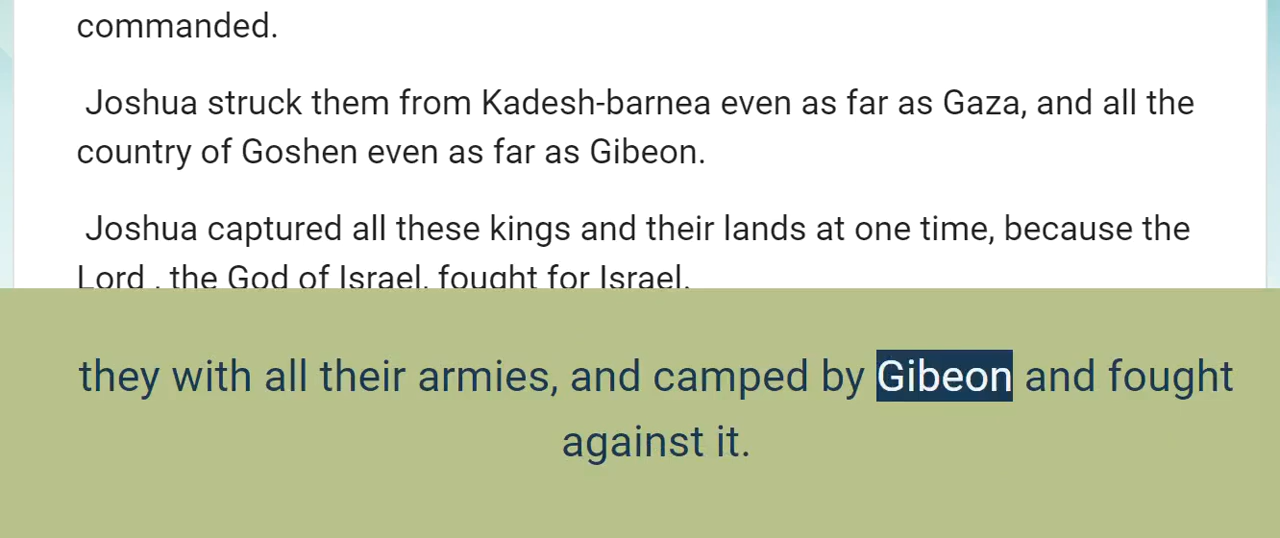 commanded.
Joshua struck them from Kadesh-barnea even as far as Gaza, and all the
country of Goshen even as far as Gibeon.
Joshua captured all these kings and their lands at one time, because the
Lord , the God of Israel, fought for Israel.
they with all their armies, and camped by Gibeon and fought
against it.